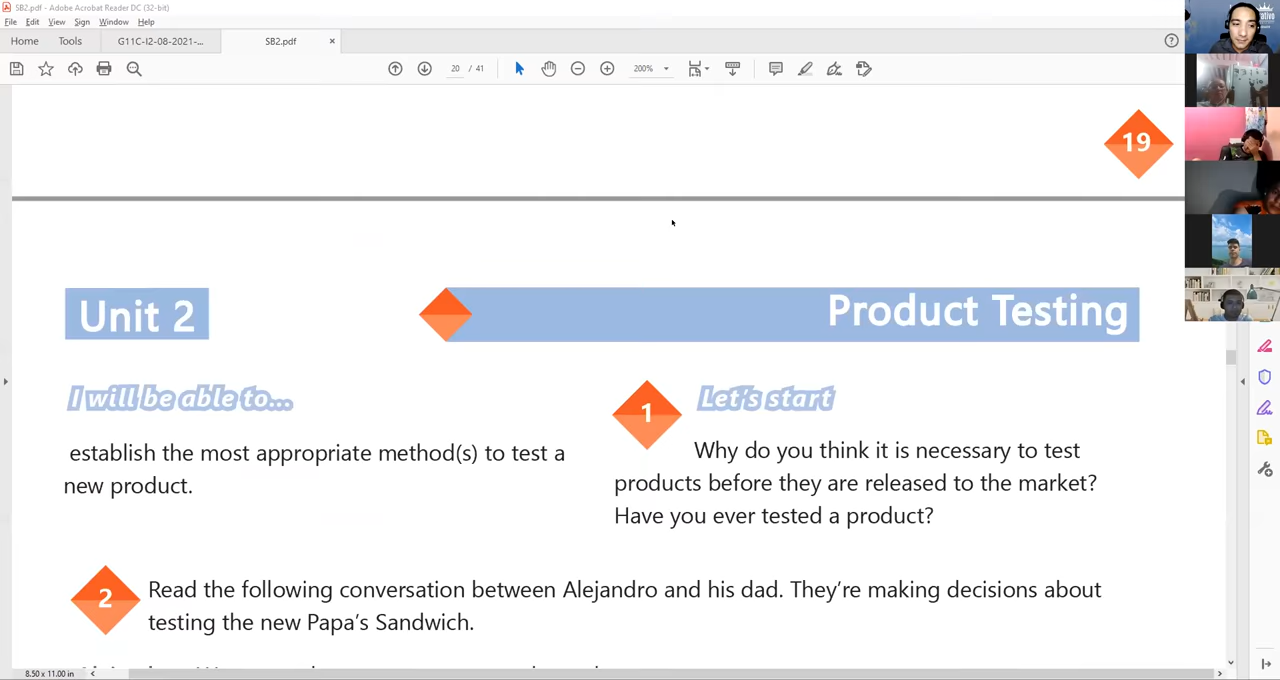 SB2.pdf - Adobe Acrobat Reader DC (32-bit)
File Edit View Sign Window Help
Home Tools G11C-I2-08-2021-... SB2.pdf ×
20 / 41 200%
19
Unit 2
Product Testing
I will be able to...
establish the most appropriate method(s) to test a
new product.
1
Let's start
Why do you think it is necessary to test
products before they are released to the market?
Have you ever tested a product?
2
Read the following conversation between Alejandro and his dad. They're making decisions about
testing the new Papa's Sandwich.
8.50 x 11.00 in